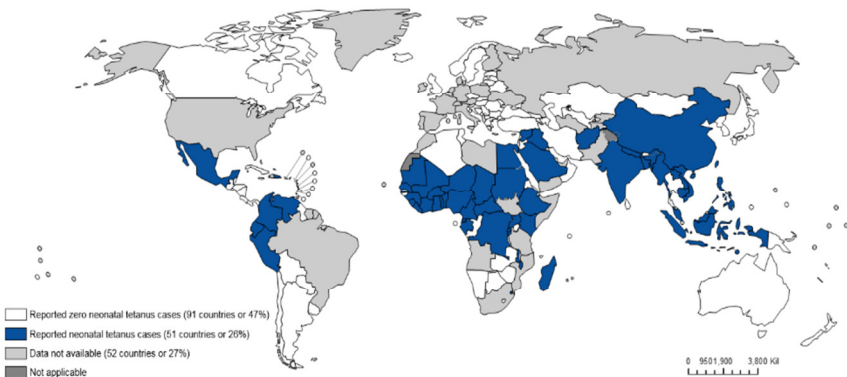 Reported zero neonatal tetanus cases (91 countries or 47%)
Reported neonatal tetanus cases (51 countries or 26%)
Data not available (52 countries or 27%)
Not applicable
0 9501,900 3,800 Kil